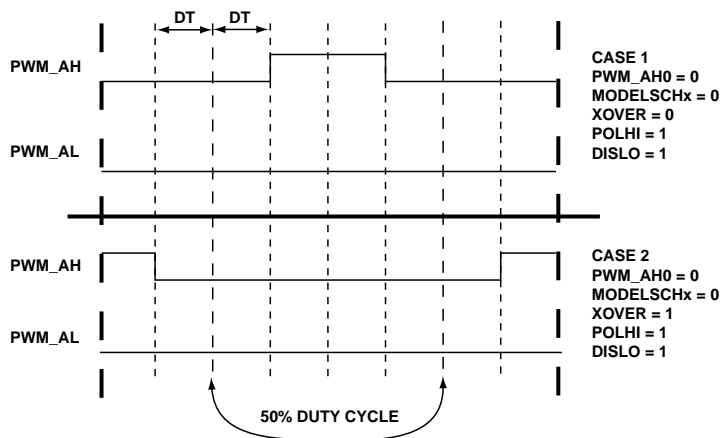 DT DT
PWM_AH
PWM_AL
CASE 1
PWM_AH0 = 0
MODELSCHx = 0
XOVER = 0
POLHI = 1
DISLO = 1
PWM_AH
PWM_AL
CASE 2
PWM_AH0 = 0
MODELSCHx = 0
XOVER = 1
POLHI = 1
DISLO = 1
50% DUTY CYCLE